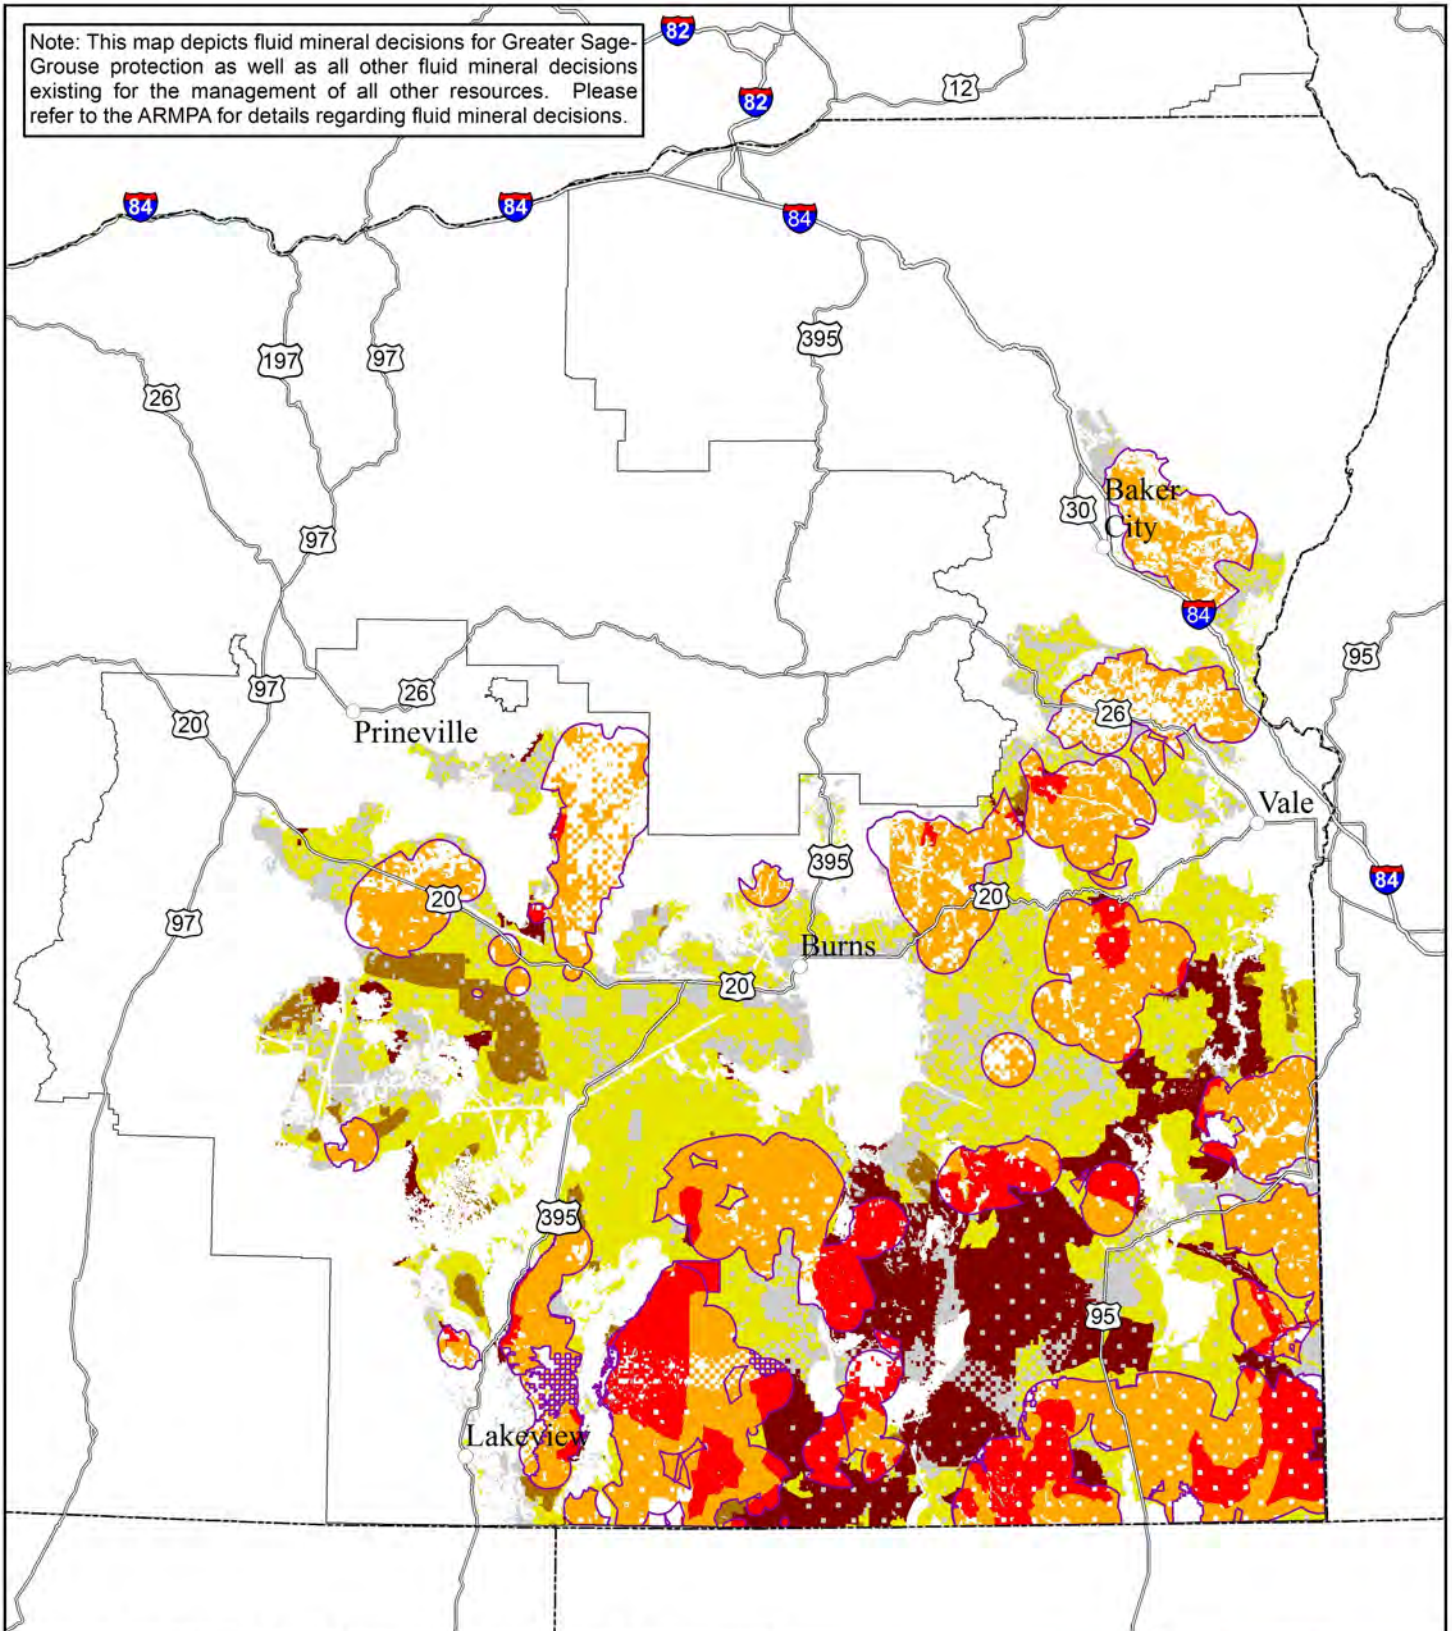 Note: This map depicts fluid mineral decisions for Greater Sage-
Grouse protection as well as all other fluid mineral decisions
existing for the management of all other resources. Please
refer to the ARMPA for details regarding fluid mineral decisions.
82
12
82
84
84
84
395
197
97
26
Baker
City
30
97
84
95
97
26
20
26
Prineville
Vale
395
84
20
20
97
Burns
20
395
95
Lakeview